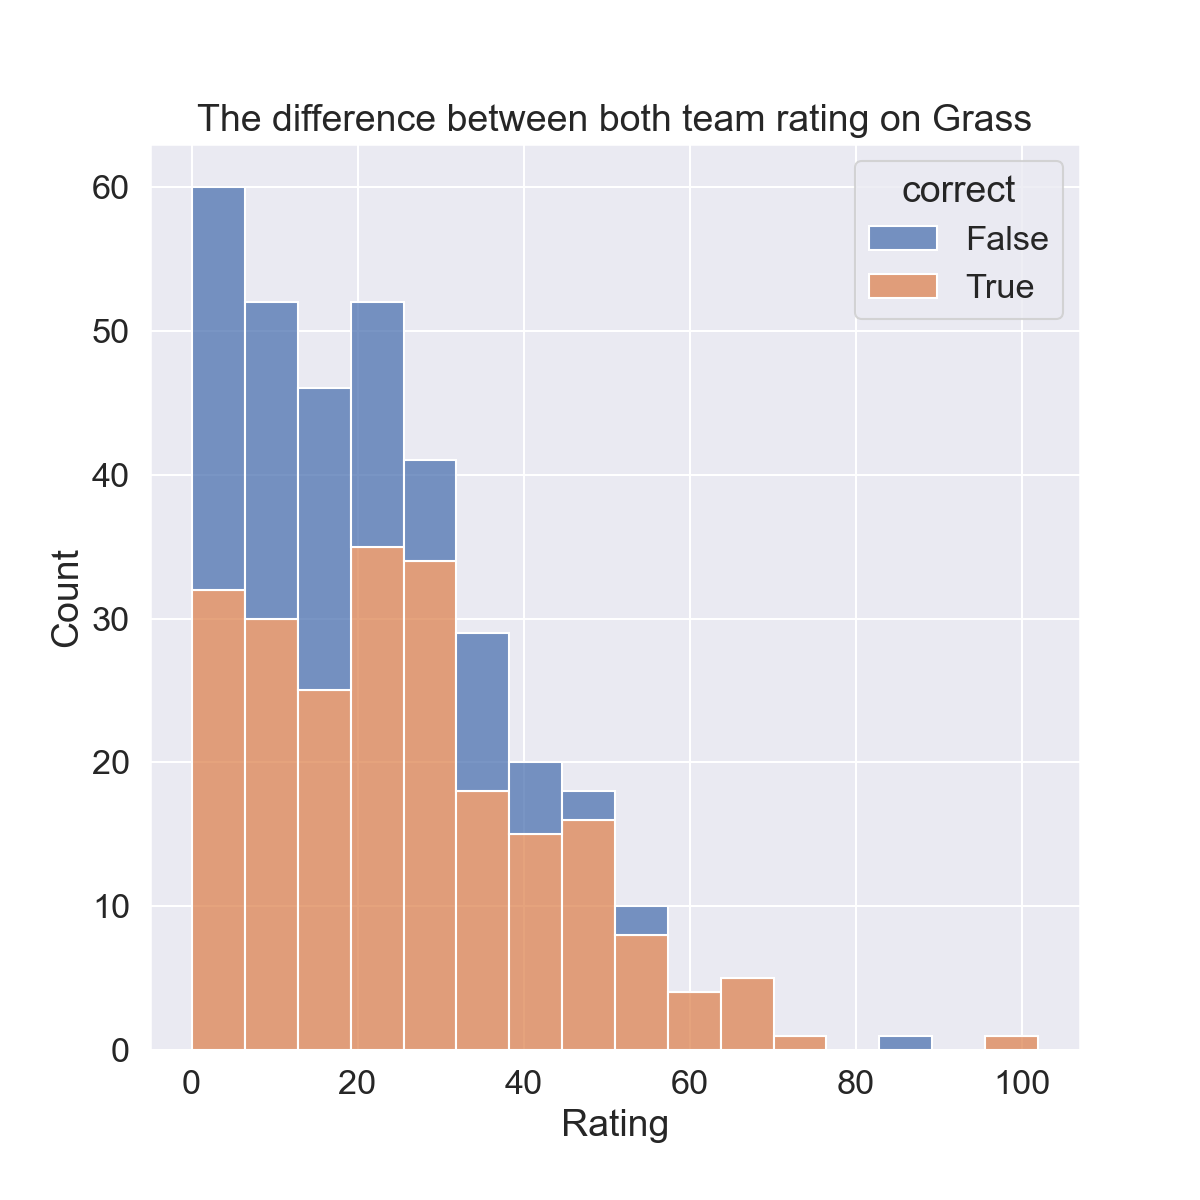 The difference between both team rating on Grass
correct
False
True
60
50
40
30
20
10
0
Count
0 20 40 60 80 100
Rating